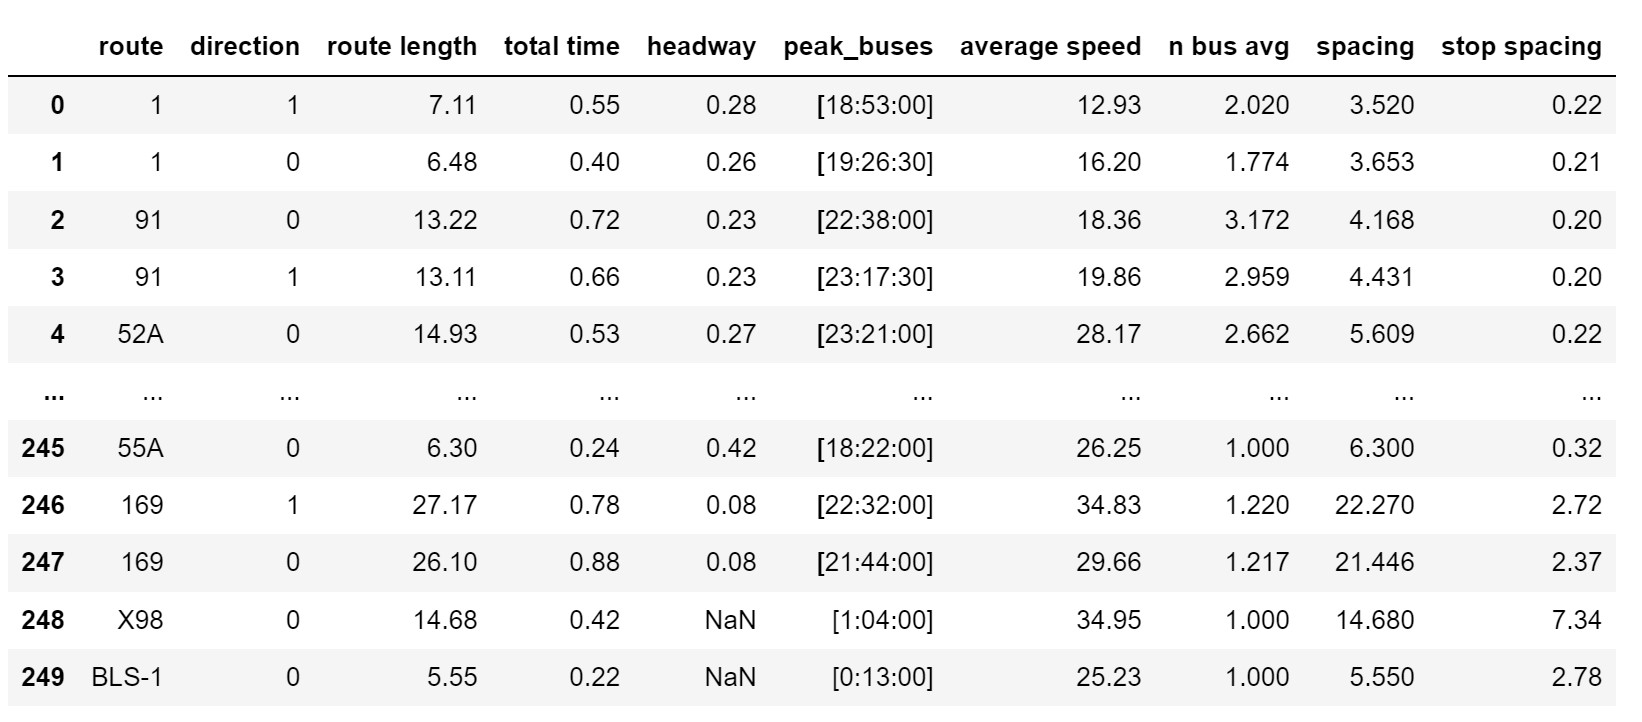 route direction route length total time headway peak_buses average speed n bus avg spacing stop spacing
0 1 1 7.11 0.55 0.28 [18:53:00] 12.93 2.020 3.520 0.22
1 1 0 6.48 0.40 0.26 [19:26:30] 16.20 1.774 3.653 0.21
2 91 0 13.22 0.72 0.23 [22:38:00] 18.36 3.172 4.168 0.20
3 91 1 13.11 0.66 0.23 [23:17:30] 19.86 2.959 4.431 0.20
4 52A 0 14.93 0.53 0.27 [23:21:00] 28.17 2.662 5.609 0.22
... ... ... ... ... ... ... ... ... ... ...
245 55A 0 6.30 0.24 0.42 [18:22:00] 26.25 1.000 6.300 0.32
246 169 1 27.17 0.78 0.08 [22:32:00] 34.83 1.220 22.270 2.72
247 169 0 26.10 0.88 0.08 [21:44:00] 29.66 1.217 21.446 2.37
248 X98 0 14.68 0.42 NaN [1:04:00] 34.95 1.000 14.680 7.34
249 BLS-1 0 5.55 0.22 NaN [0:13:00] 25.23 1.000 5.550 2.78